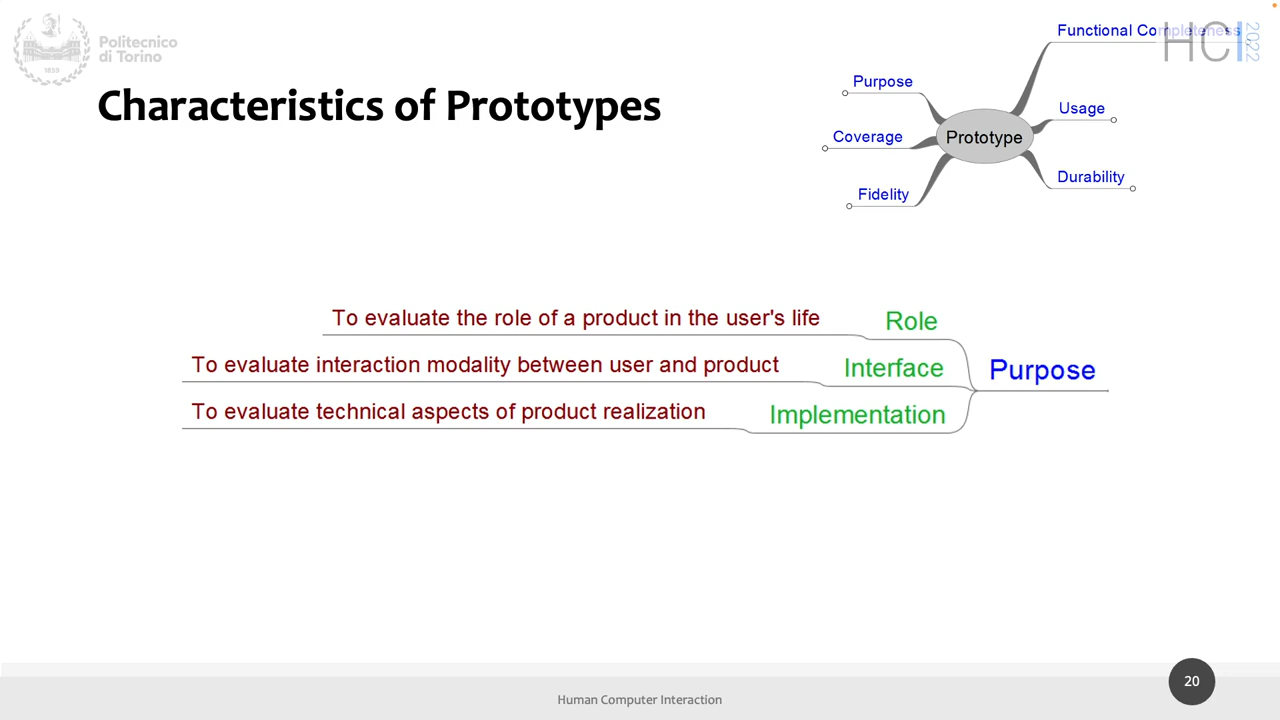 Politecnico
di Torino
1859
HCI
2022
Characteristics of Prototypes
Functional Completeness
Purpose
Usage
Coverage
Prototype
Durability
Fidelity
To evaluate the role of a product in the user's life
Role
To evaluate interaction modality between user and product
Interface
Purpose
To evaluate technical aspects of product realization
Implementation
20
Human Computer Interaction